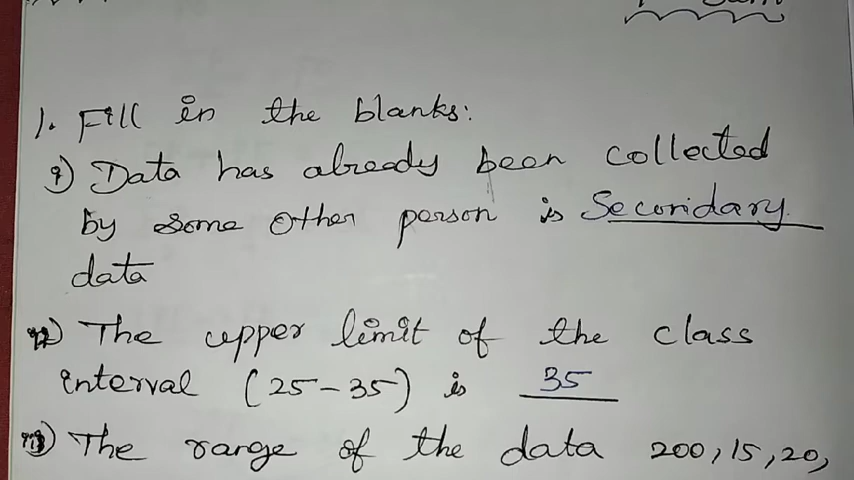 1. Fill in the blanks:
i) Data has already been collected
by some other person is Secondary
data
ii) The upper limit of the class
interval (25-35) is 35
iii) The range of the data 200, 15, 20,